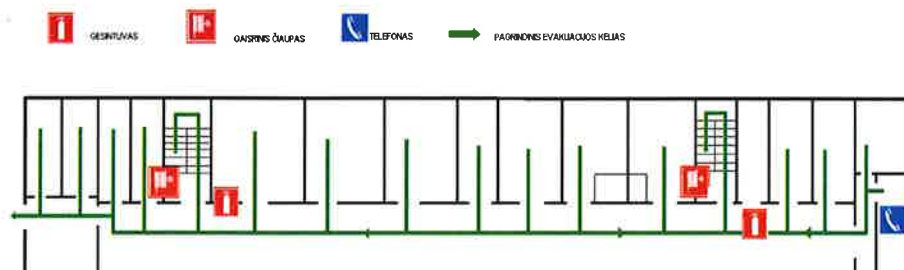 GESINTUVAS
GAISRINIS ČIAUPAS
TELEFONAS
PAGRINDINIS EVAKUACIJOS KELIAS